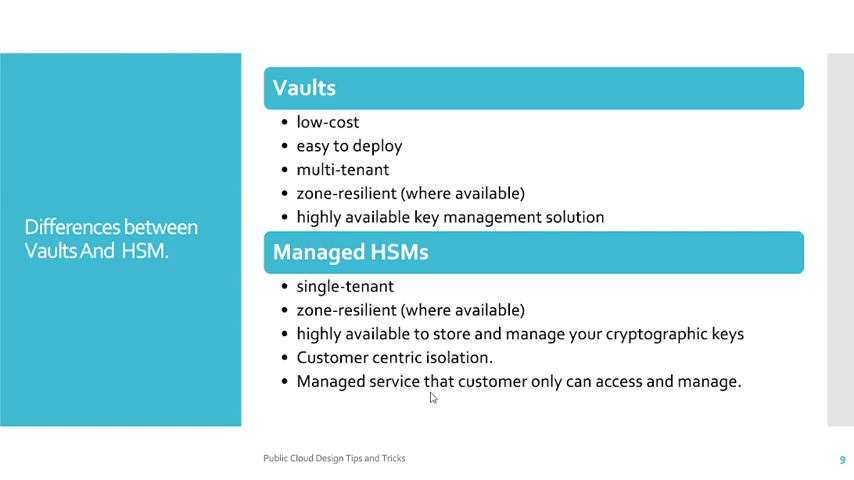 Differences between
Vaults And HSM.
Vaults
• low-cost
• easy to deploy
• multi-tenant
• zone-resilient (where available)
• highly available key management solution
Managed HSMs
• single-tenant
• zone-resilient (where available)
• highly available to store and manage your cryptographic keys
• Customer centric isolation.
• Managed service that customer only can access and manage.
Public Cloud Design Tips and Tricks
9